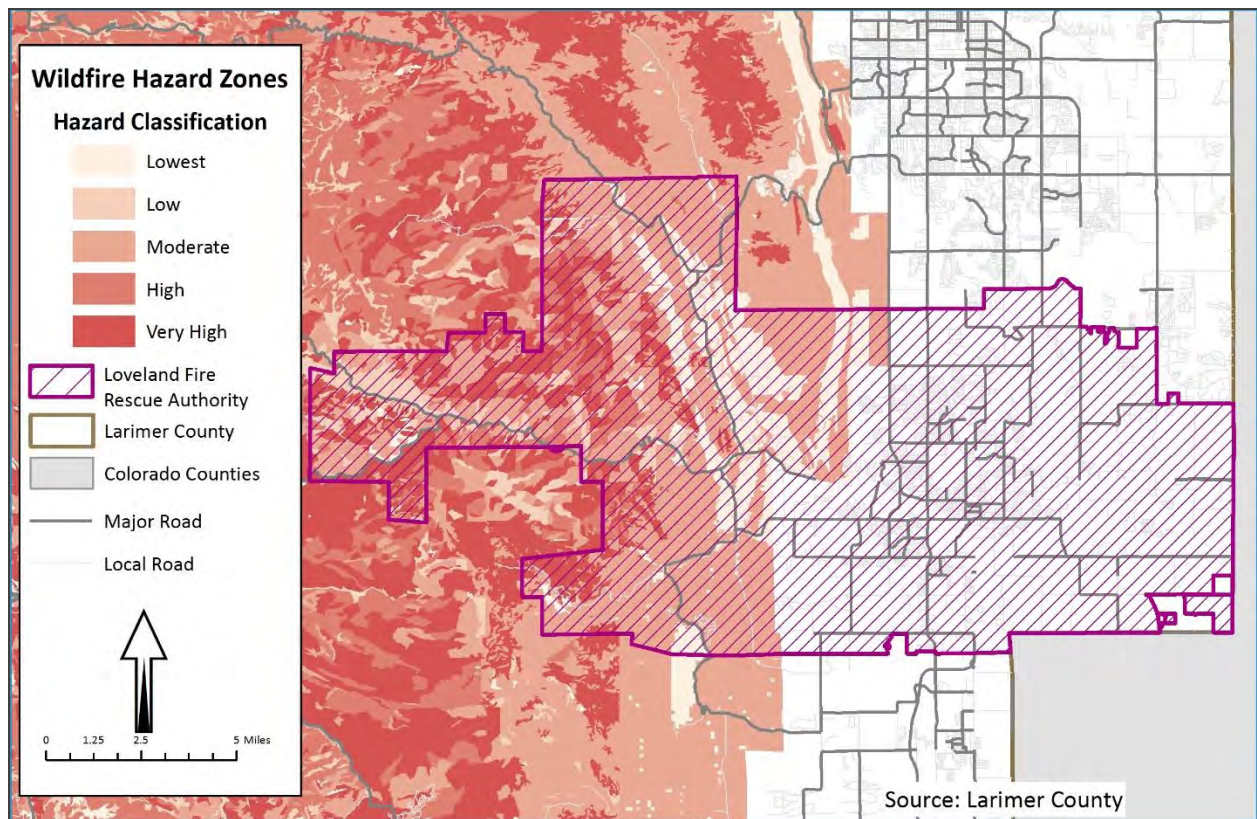 Wildfire Hazard Zones
Hazard Classification
Lowest
Low
Moderate
High
Very High
Loveland Fire
Rescue Authority
Larimer County
Colorado Counties
Major Road
Local Road
0 1.25 2.5 5 Miles
Source: Larimer County